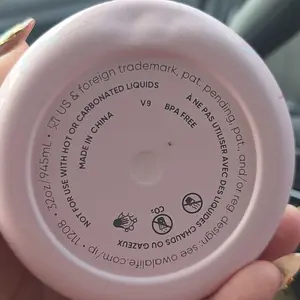 US & foreign trademark, pat. pending, pat., and/or reg. design: see owalalife.com/ip • 11208 • 32oz/945mL •
NOT FOR USE WITH HOT OR CARBONATED LIQUIDS
À NE PAS UTILISER AVEC DES LIQUIDES CHAUDS OU GAZEUX
MADE IN CHINA
V9
BPA FREE
CO₂